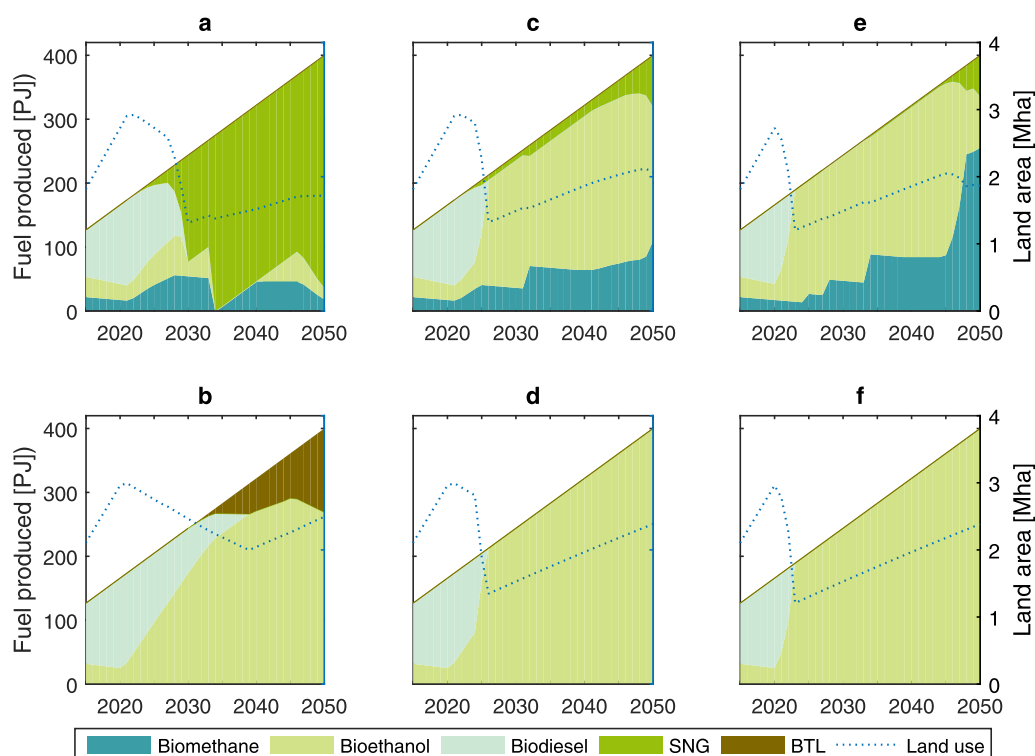 a c e
400 4
Fuel produced [PJ]) 300 3 Land area [Mha]
200 2
100 1
0 0
2020 2030 2040 2050 2020 2030 2040 2050 2020 2030 2040 2050
b d f
400 4
Fuel produced [PJ] 300 3 Land area [Mha]
200 2
100 1
0 0
2020 2030 2040 2050 2020 2030 2040 2050 2020 2030 2040 2050
Biomethane Bioethanol Biodiesel SNG BTL Land use